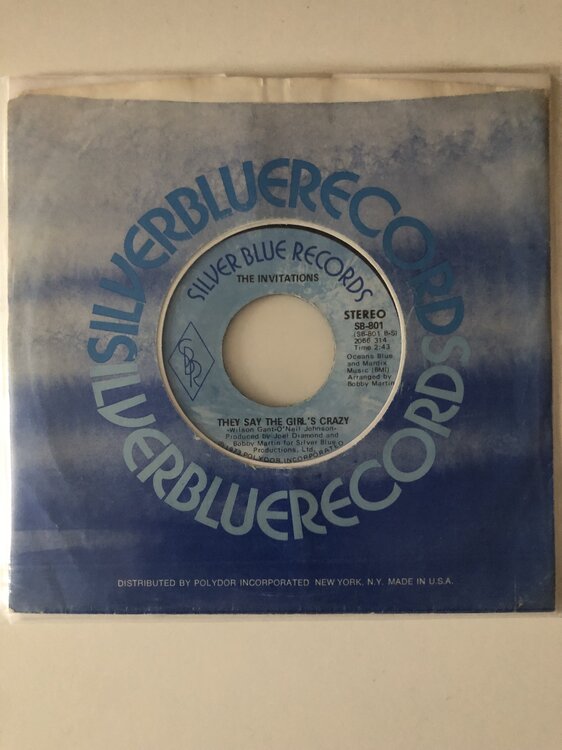 SILVERBLUERECORDS
SILVER BLUE RECORDS
THE INVITATIONS
STEREO
SB-801
(SB-801 B-S)
2066 314
Time 2:43
Oceans Blue
and Mardix
Music (BMI)
Arranged by
Bobby Martin
SBR
THEY SAY THE GIRL'S CRAZY
-Wilson Gant-O'Neil Johnson-
Produced by Joel Diamond and
Bobby Martin for Silver Blue
Productions, Ltd.
1973 POLYDOR INCORPORATED
SILVERBLUERECORDS
DISTRIBUTED BY POLYDOR INCORPORATED NEW YORK, N.Y. MADE IN U.S.A.